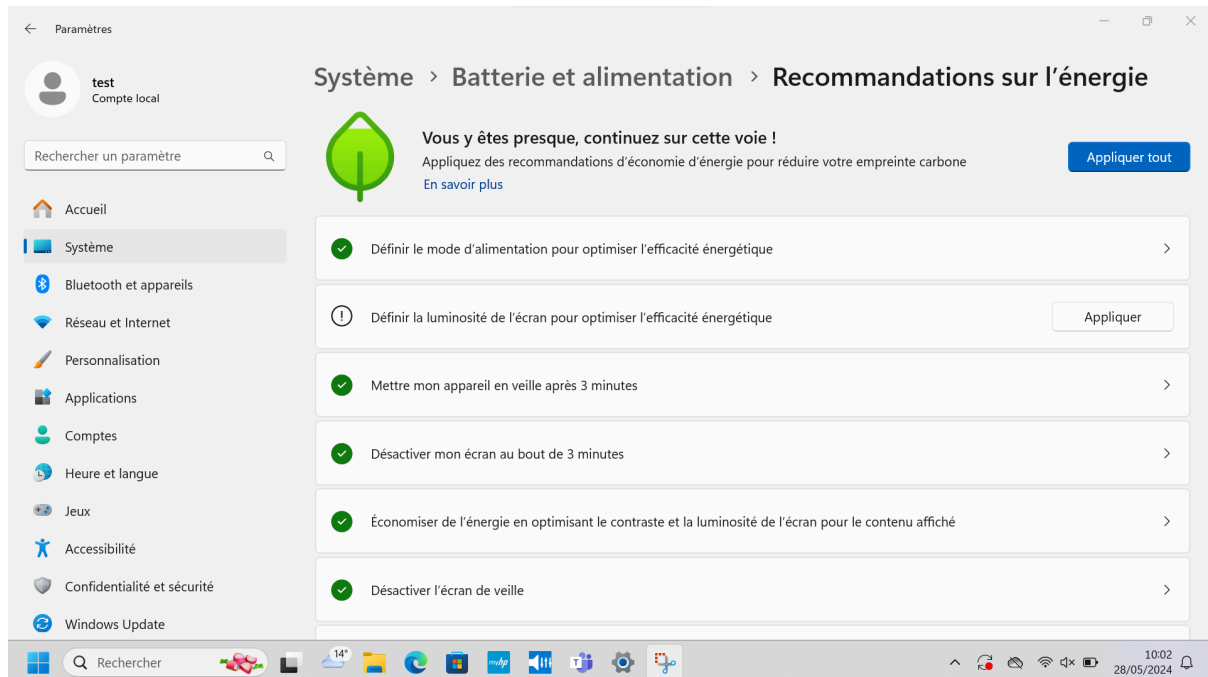 Paramètres
test
Compte local
Rechercher un paramètre
Accueil
Système
Bluetooth et appareils
Réseau et Internet
Personnalisation
Applications
Comptes
Heure et langue
Jeux
Accessibilité
Confidentialité et sécurité
Windows Update
Système > Batterie et alimentation > Recommandations sur l’énergie
Vous y êtes presque, continuez sur cette voie !
Appliquez des recommandations d’économie d’énergie pour réduire votre empreinte carbone
En savoir plus
Appliquer tout
Définir le mode d’alimentation pour optimiser l’efficacité énergétique
Définir la luminosité de l’écran pour optimiser l’efficacité énergétique
Appliquer
Mettre mon appareil en veille après 3 minutes
Désactiver mon écran au bout de 3 minutes
Économiser de l’énergie en optimisant le contraste et la luminosité de l’écran pour le contenu affiché
Désactiver l’écran de veille
Rechercher
14°
myhp
10:02
28/05/2024